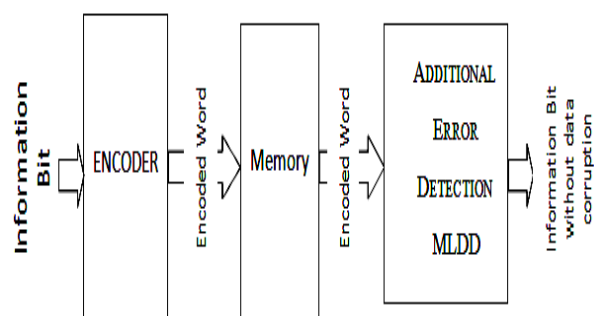 Information
Bit
ENCODER
Encoded Word
Memory
Encoded Word
ADDITIONAL
ERROR
DETECTION
MLDD
Information Bit
without data
corruption